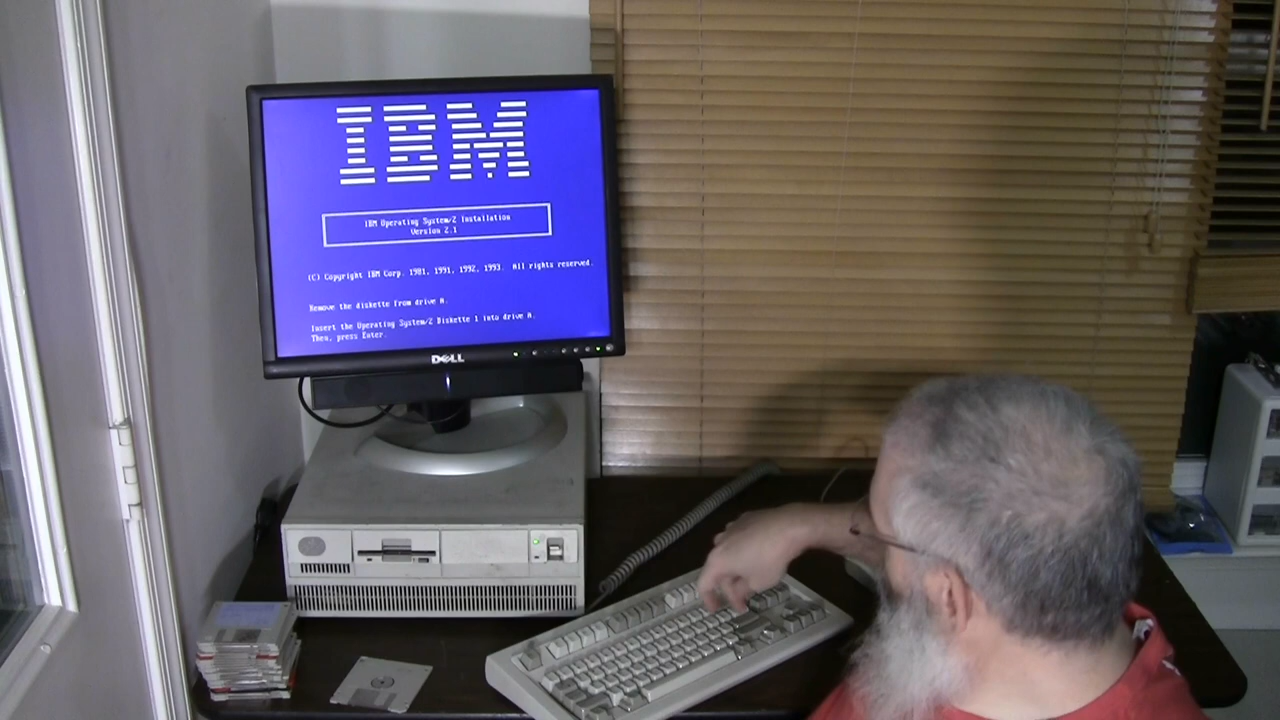 IBM
IBM Operating System/2 Installation
Version 2.1
(C) Copyright IBM Corp. 1981, 1991, 1992, 1993. All rights reserved.
Remove the diskette from drive A.
Insert the Operating System/2 Diskette 1 into drive A.
Then, press Enter.
DELL